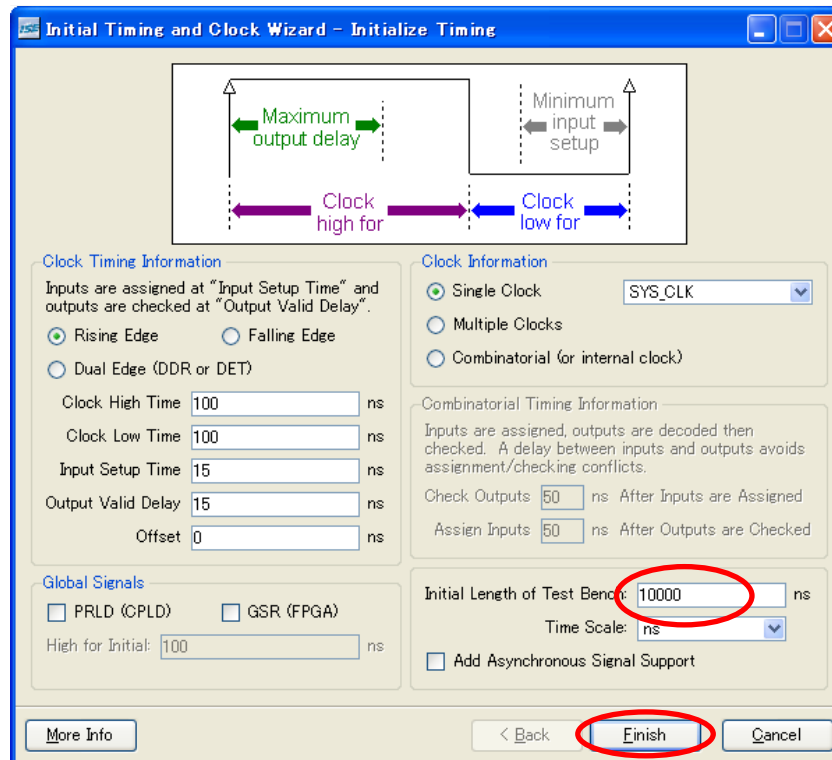 ISE Initial Timing and Clock Wizard - Initialize Timing
Maximum
output delay
Minimum
input
setup
Clock
high for
Clock
low for
Clock Timing Information
Inputs are assigned at "Input Setup Time" and
outputs are checked at "Output Valid Delay".
Rising Edge
Falling Edge
Dual Edge (DDR or DET)
Clock High Time 100 ns
Clock Low Time 100 ns
Input Setup Time 15 ns
Output Valid Delay 15 ns
Offset 0 ns
Global Signals
PRLD (CPLD)
GSR (FPGA)
High for Initial: 100 ns
Clock Information
Single Clock SYS_CLK
Multiple Clocks
Combinatorial (or internal clock)
Combinatorial Timing Information
Inputs are assigned, outputs are decoded then
checked. A delay between inputs and outputs avoids
assignment/checking conflicts.
Check Outputs 50 ns After Inputs are Assigned
Assign Inputs 50 ns After Outputs are Checked
Initial Length of Test Bench: 10000 ns
Time Scale: ns
Add Asynchronous Signal Support
More Info
< Back
Finish
Cancel